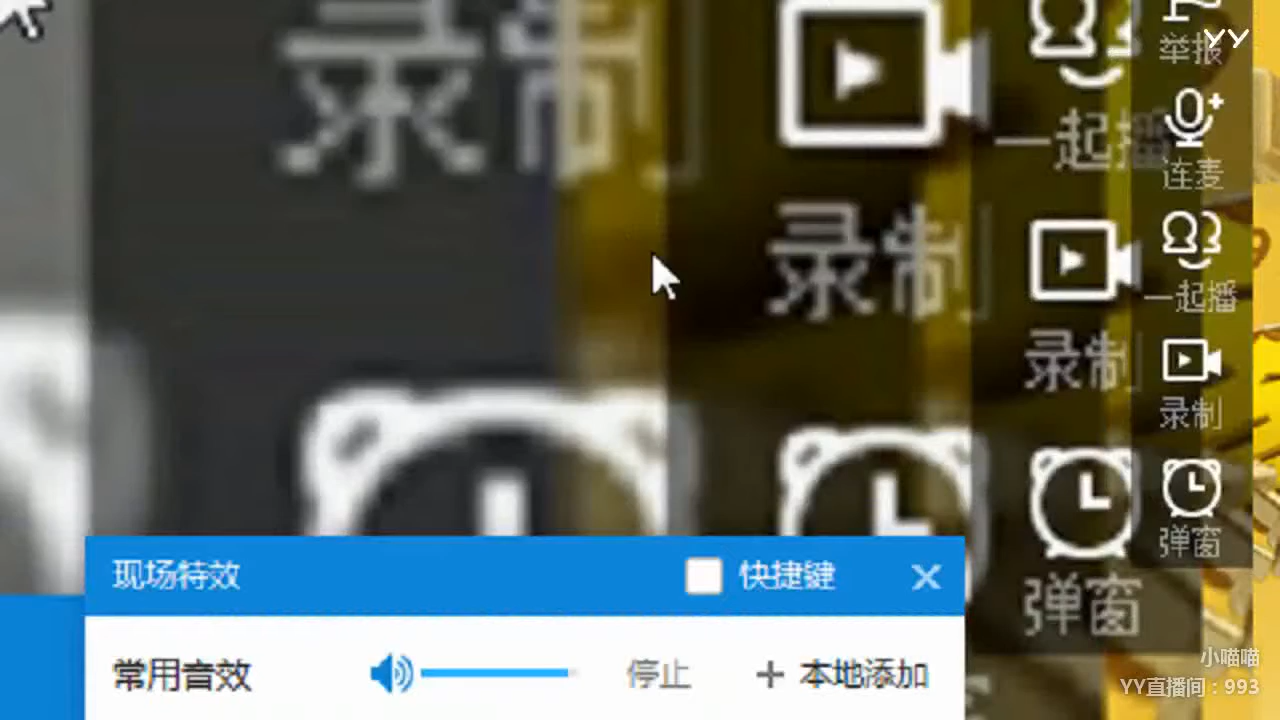 YY
举报
连麦
一起播
录制
弹窗
一起播
录制
弹窗
录制
录制
现场特效
快捷键
常用音效
停止
+ 本地添加
小喵喵
YY直播间：993